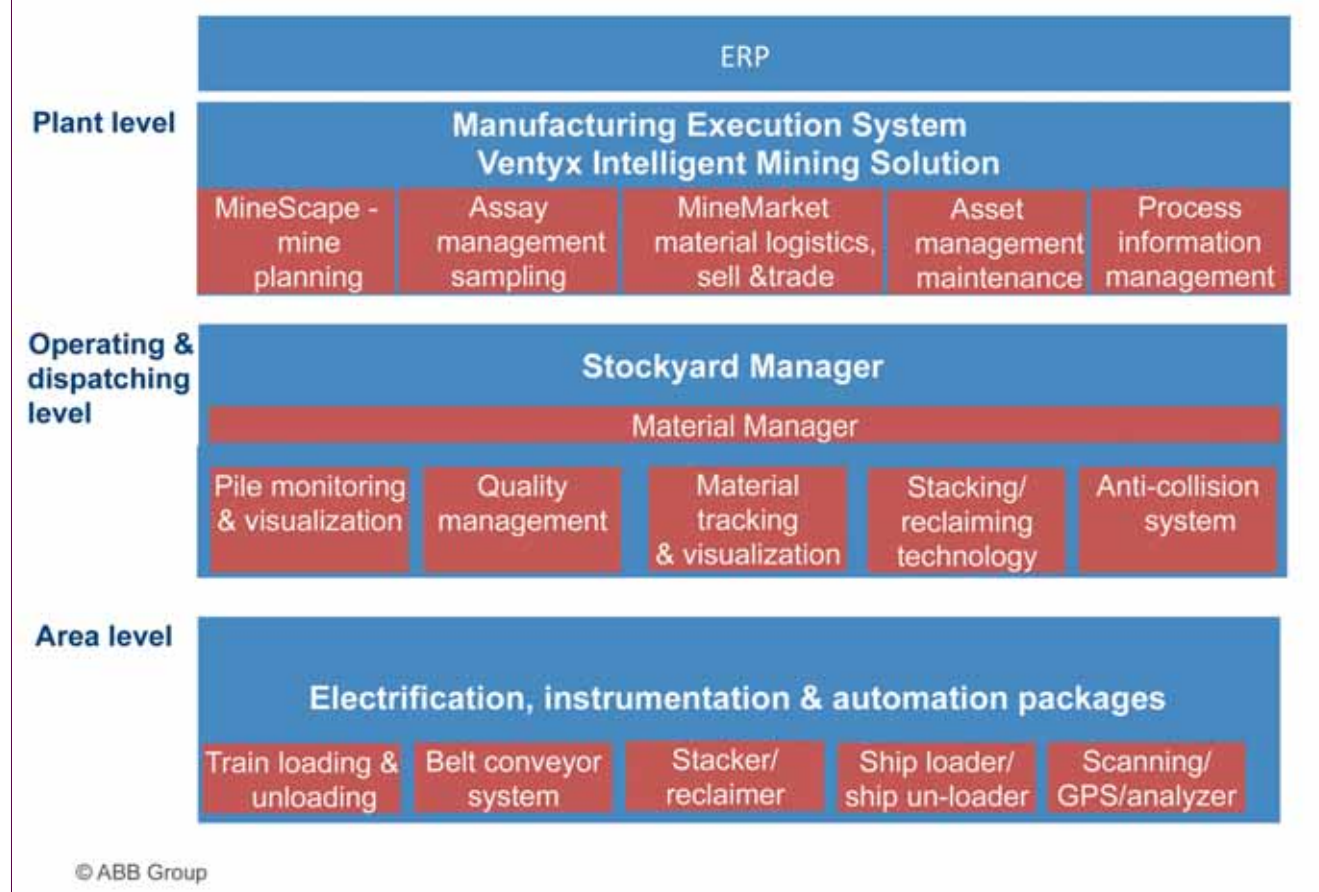 ERP
Plant level
Manufacturing Execution System
Ventyx Intelligent Mining Solution
MineScape -
mine
planning
Assay
management
sampling
MineMarket
material logistics,
sell &trade
Asset
management
maintenance
Process
information
management
Operating &
dispatching
level
Stockyard Manager
Material Manager
Pile monitoring
& visualization
Quality
management
Material
tracking
& visualization
Stacking/
reclaiming
technology
Anti-collision
system
Area level
Electrification, instrumentation & automation packages
Train loading &
unloading
Belt conveyor
system
Stacker/
reclaimer
Ship loader/
ship un-loader
Scanning/
GPS/analyzer
© ABB Group